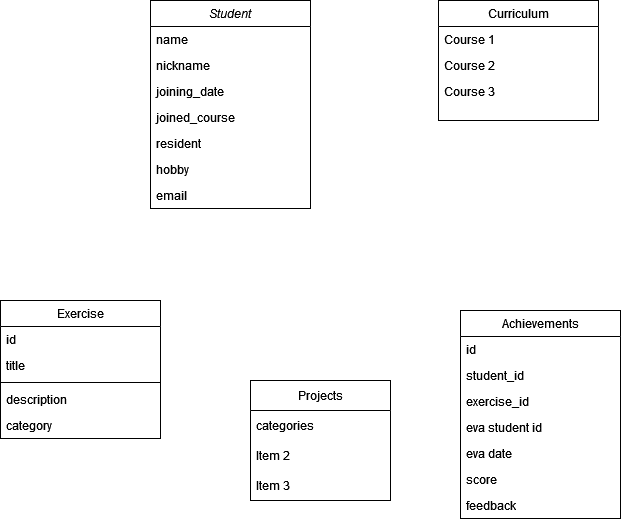 Student
name
nickname
joining_date
joined_course
resident
hobby
email
Curriculum
Course 1
Course 2
Course 3
Exercise
id
title
description
category
Projects
categories
Item 2
Item 3
Achievements
id
student_id
exercise_id
eva student id
eva date
score
feedback